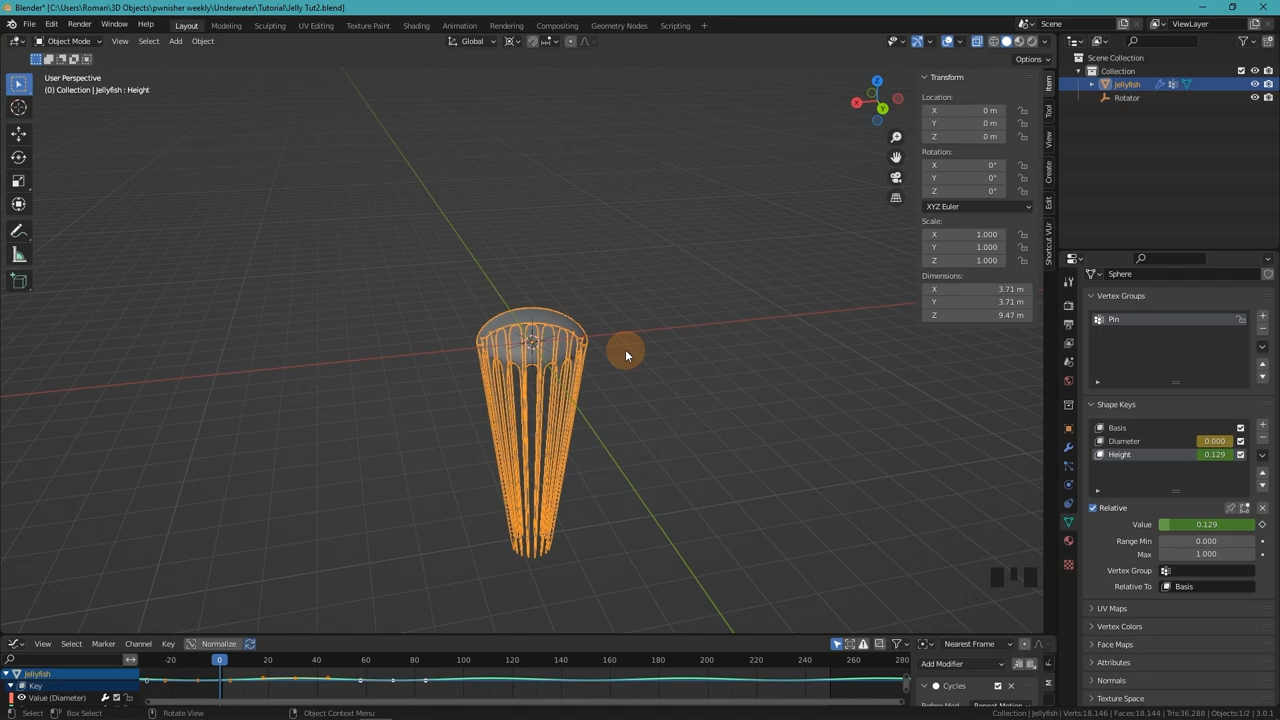 Blender* [C:\Users\Roman\3D Objects\pwnisher weekly\Underwater\Tutorial\Jelly Tut2.blend]
File Edit Render Window Help Layout Modeling Sculpting UV Editing Texture Paint Shading Animation Rendering Compositing Geometry Nodes Scripting + Scene ViewLayer
Object Mode View Select Add Object Global
Options
User Perspective
(0) Collection | Jellyfish : Height
Z
X
Y
Transform
Location:
X 0 m
Y 0 m
Z 0 m
Rotation:
X 0°
Y 0°
Z 0°
XYZ Euler
Scale:
X 1.000
Y 1.000
Z 1.000
Dimensions:
X 3.71 m
Y 3.71 m
Z 9.47 m
Item
Tool
View
Create
Edit
Shortcut VUr
Scene Collection
Collection
Jellyfish
Rotator
Sphere
Vertex Groups
Pin
Shape Keys
Basis
Diameter 0.000
Height 0.129
Relative
Value 0.129
Range Min 0.000
Max 1.000
Vertex Group
Relative To Basis
UV Maps
Vertex Colors
Face Maps
Attributes
Normals
Texture Space
View Select Marker Channel Key Normalize Nearest Frame
-20 0 20 40 60 80 100 120 140 160 180 200 220 240 260 280
Jellyfish
Key
Value (Diameter)
Add Modifier
Cycles
Select Box Select Rotate View Object Context Menu
Collection | Jellyfish | Verts:18,146 | Faces:18,144 | Tris:36,288 | Objects:1/2 | 3.0.1